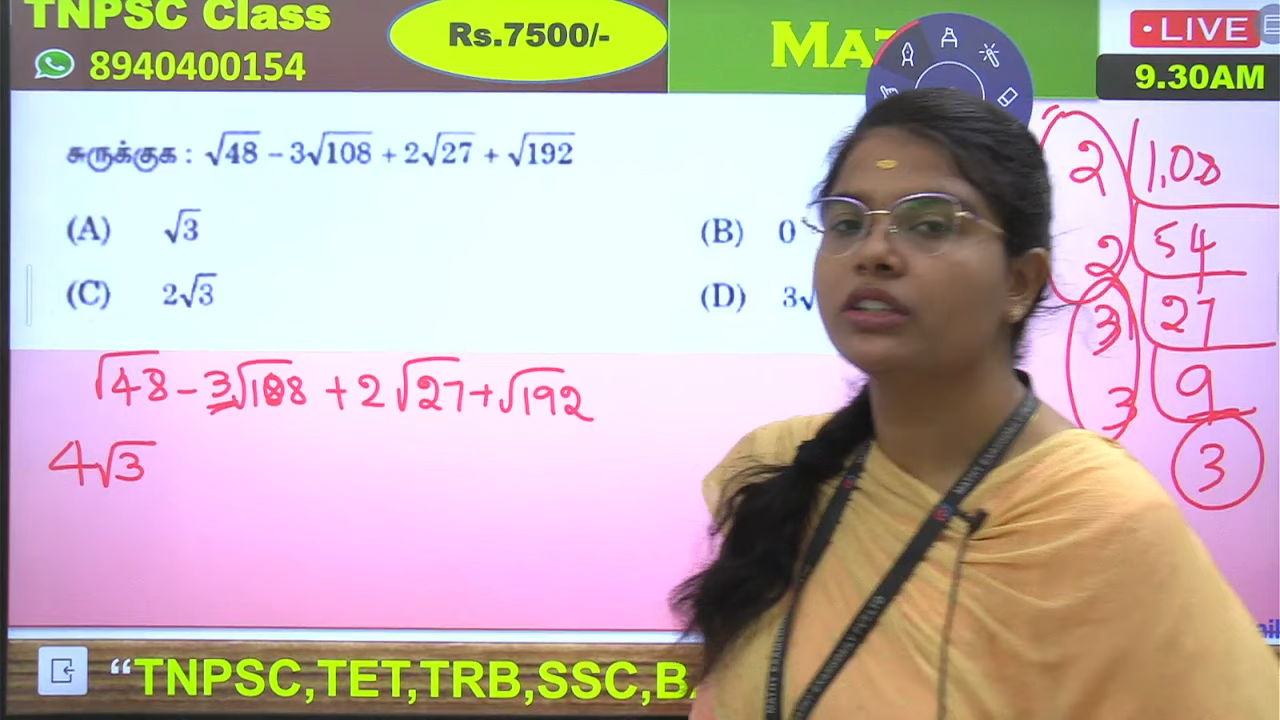 TNPSC Class
8940400154
Rs.7500/-
• LIVE
9.30AM
சுருக்குக : √48 − 3√108 + 2√27 + √192
(A) √3
(B) 0
(C) 2√3
(D) 3√
√48 − 3√108 + 2√27 + √192
4√3
2 108
2 54
3 27
3 9
3
“TNPSC,TET,TRB,SSC,